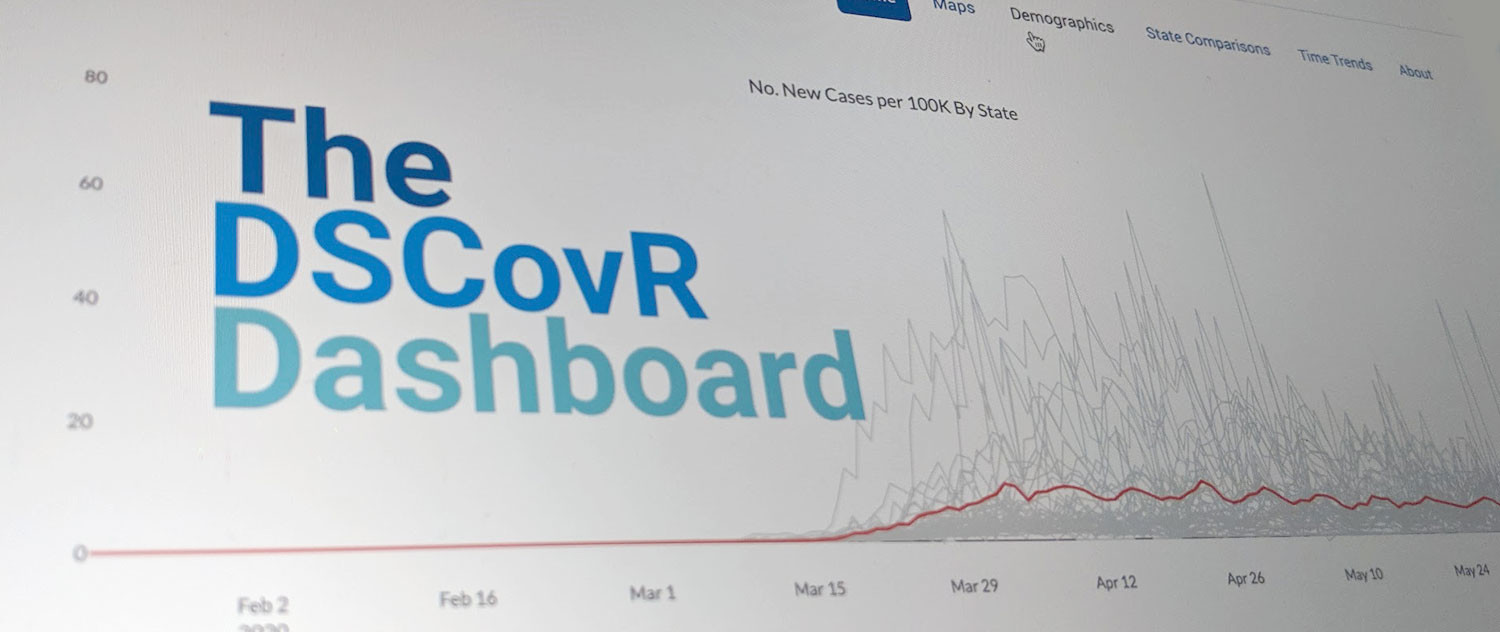 Maps Demographics State Comparisons Time Trends About
No. New Cases per 100K By State
80
60
40
20
0
The
DSCovR
Dashboard
Feb 2 Feb 16 Mar 1 Mar 15 Mar 29 Apr 12 Apr 26 May 10 May 24